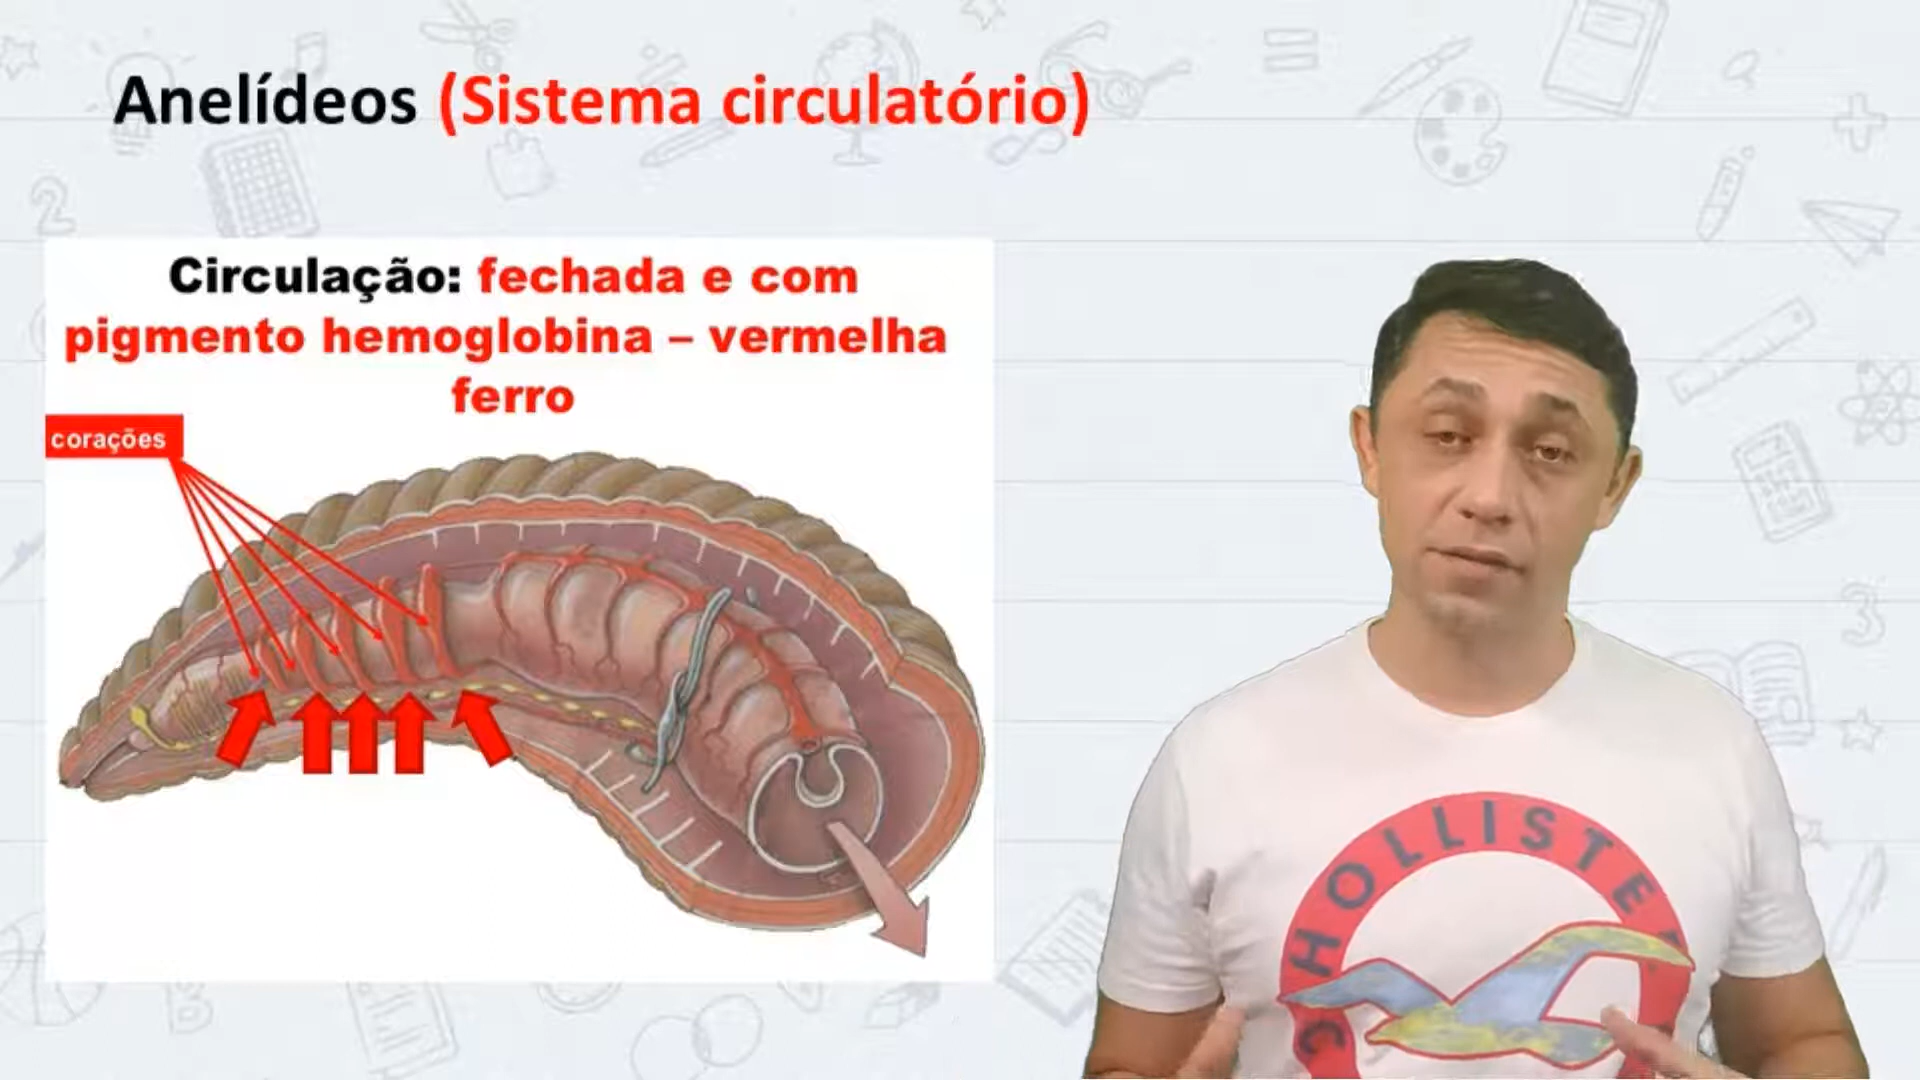 Anelídeos (Sistema circulatório)
Circulação: fechada e com
pigmento hemoglobina – vermelha
ferro
corações
HOLLISTE